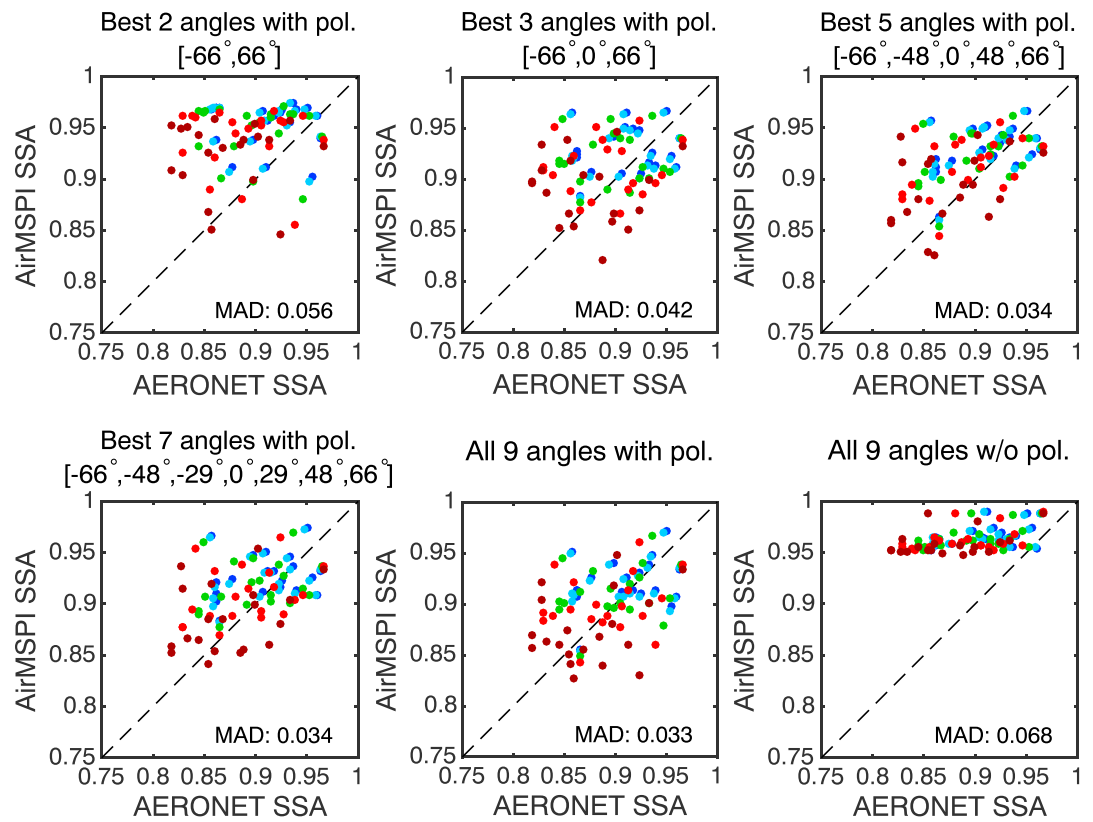 Best 2 angles with pol.
[-66°,66°]
1
0.95
0.9
0.85
0.8
0.75
AirMSPI SSA
MAD: 0.056
0.75 0.8 0.85 0.9 0.95 1
AERONET SSA
Best 3 angles with pol.
[-66°,0°,66°]
1
0.95
0.9
0.85
0.8
0.75
AirMSPI SSA
MAD: 0.042
0.75 0.8 0.85 0.9 0.95 1
AERONET SSA
Best 5 angles with pol.
[-66°,-48°,0°,48°,66°]
1
0.95
0.9
0.85
0.8
0.75
AirMSPI SSA
MAD: 0.034
0.75 0.8 0.85 0.9 0.95 1
AERONET SSA
Best 7 angles with pol.
[-66°,-48°,-29°,0°,29°,48°,66°]
1
0.95
0.9
0.85
0.8
0.75
AirMSPI SSA
MAD: 0.034
0.75 0.8 0.85 0.9 0.95 1
AERONET SSA
All 9 angles with pol.
1
0.95
0.9
0.85
0.8
0.75
AirMSPI SSA
MAD: 0.033
0.75 0.8 0.85 0.9 0.95 1
AERONET SSA
All 9 angles w/o pol.
1
0.95
0.9
0.85
0.8
0.75
AirMSPI SSA
MAD: 0.068
0.75 0.8 0.85 0.9 0.95 1
AERONET SSA